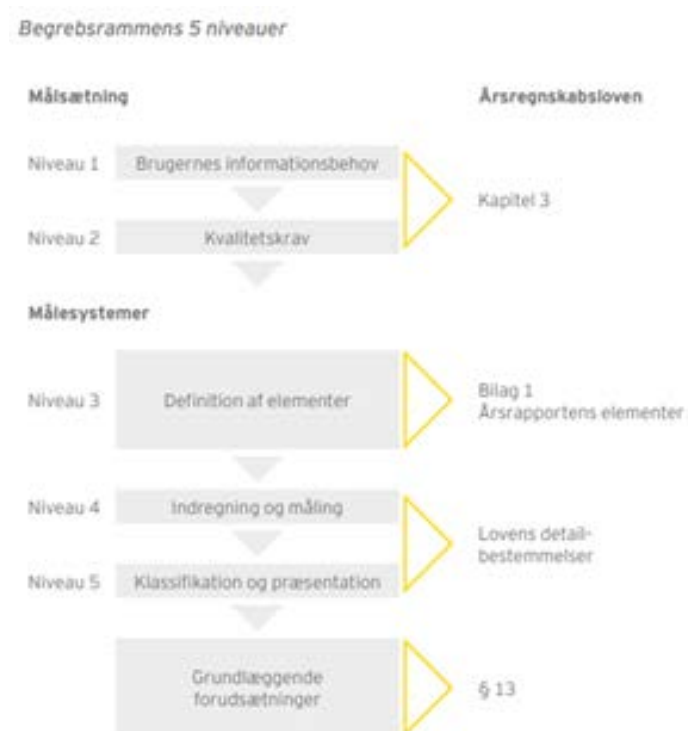 Begrebsrammens 5 niveauer
Målsætning
Årsregnskabsloven
Niveau 1
Brugernes informationsbehov
Kapitel 3
Niveau 2
Kvalitetskrav
Målesystemer
Niveau 3
Definition af elementer
Bilag 1
Årsrapportens elementer
Niveau 4
Indregning og måling
Lovens detail-
bestemmelser
Niveau 5
Klassifikation og præsentation
Grundlæggende
forudsætninger
§ 13